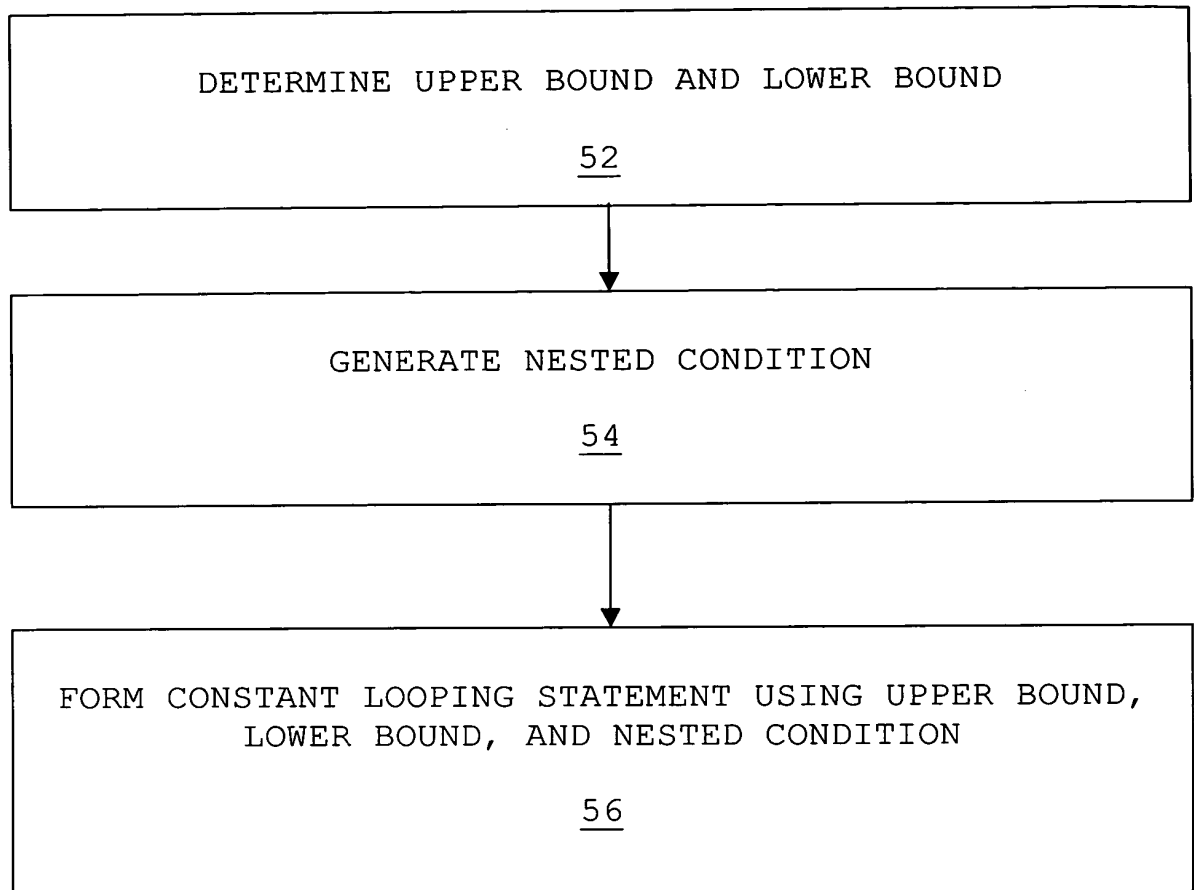 DETERMINE UPPER BOUND AND LOWER BOUND
52
GENERATE NESTED CONDITION
54
FORM CONSTANT LOOPING STATEMENT USING UPPER BOUND,
LOWER BOUND, AND NESTED CONDITION
56